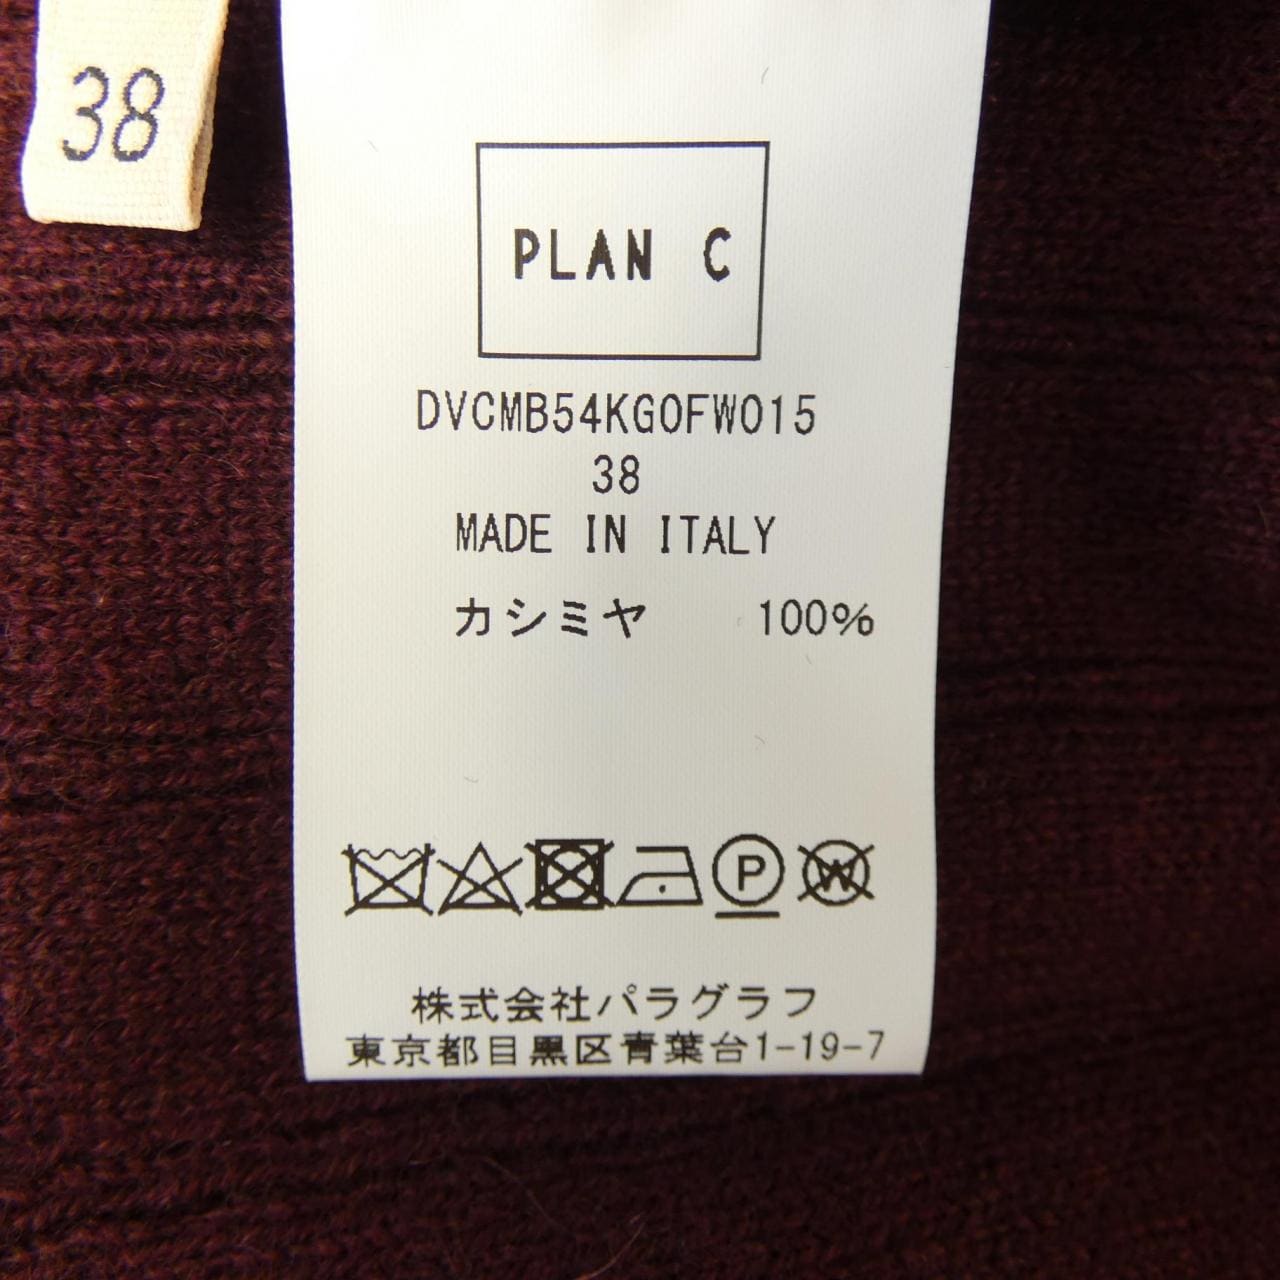 38
PLAN C
DVCMB54KG0FW015
38
MADE IN ITALY
カシミヤ 100%
P W
株式会社パラグラフ
東京都目黒区青葉台1-19-7